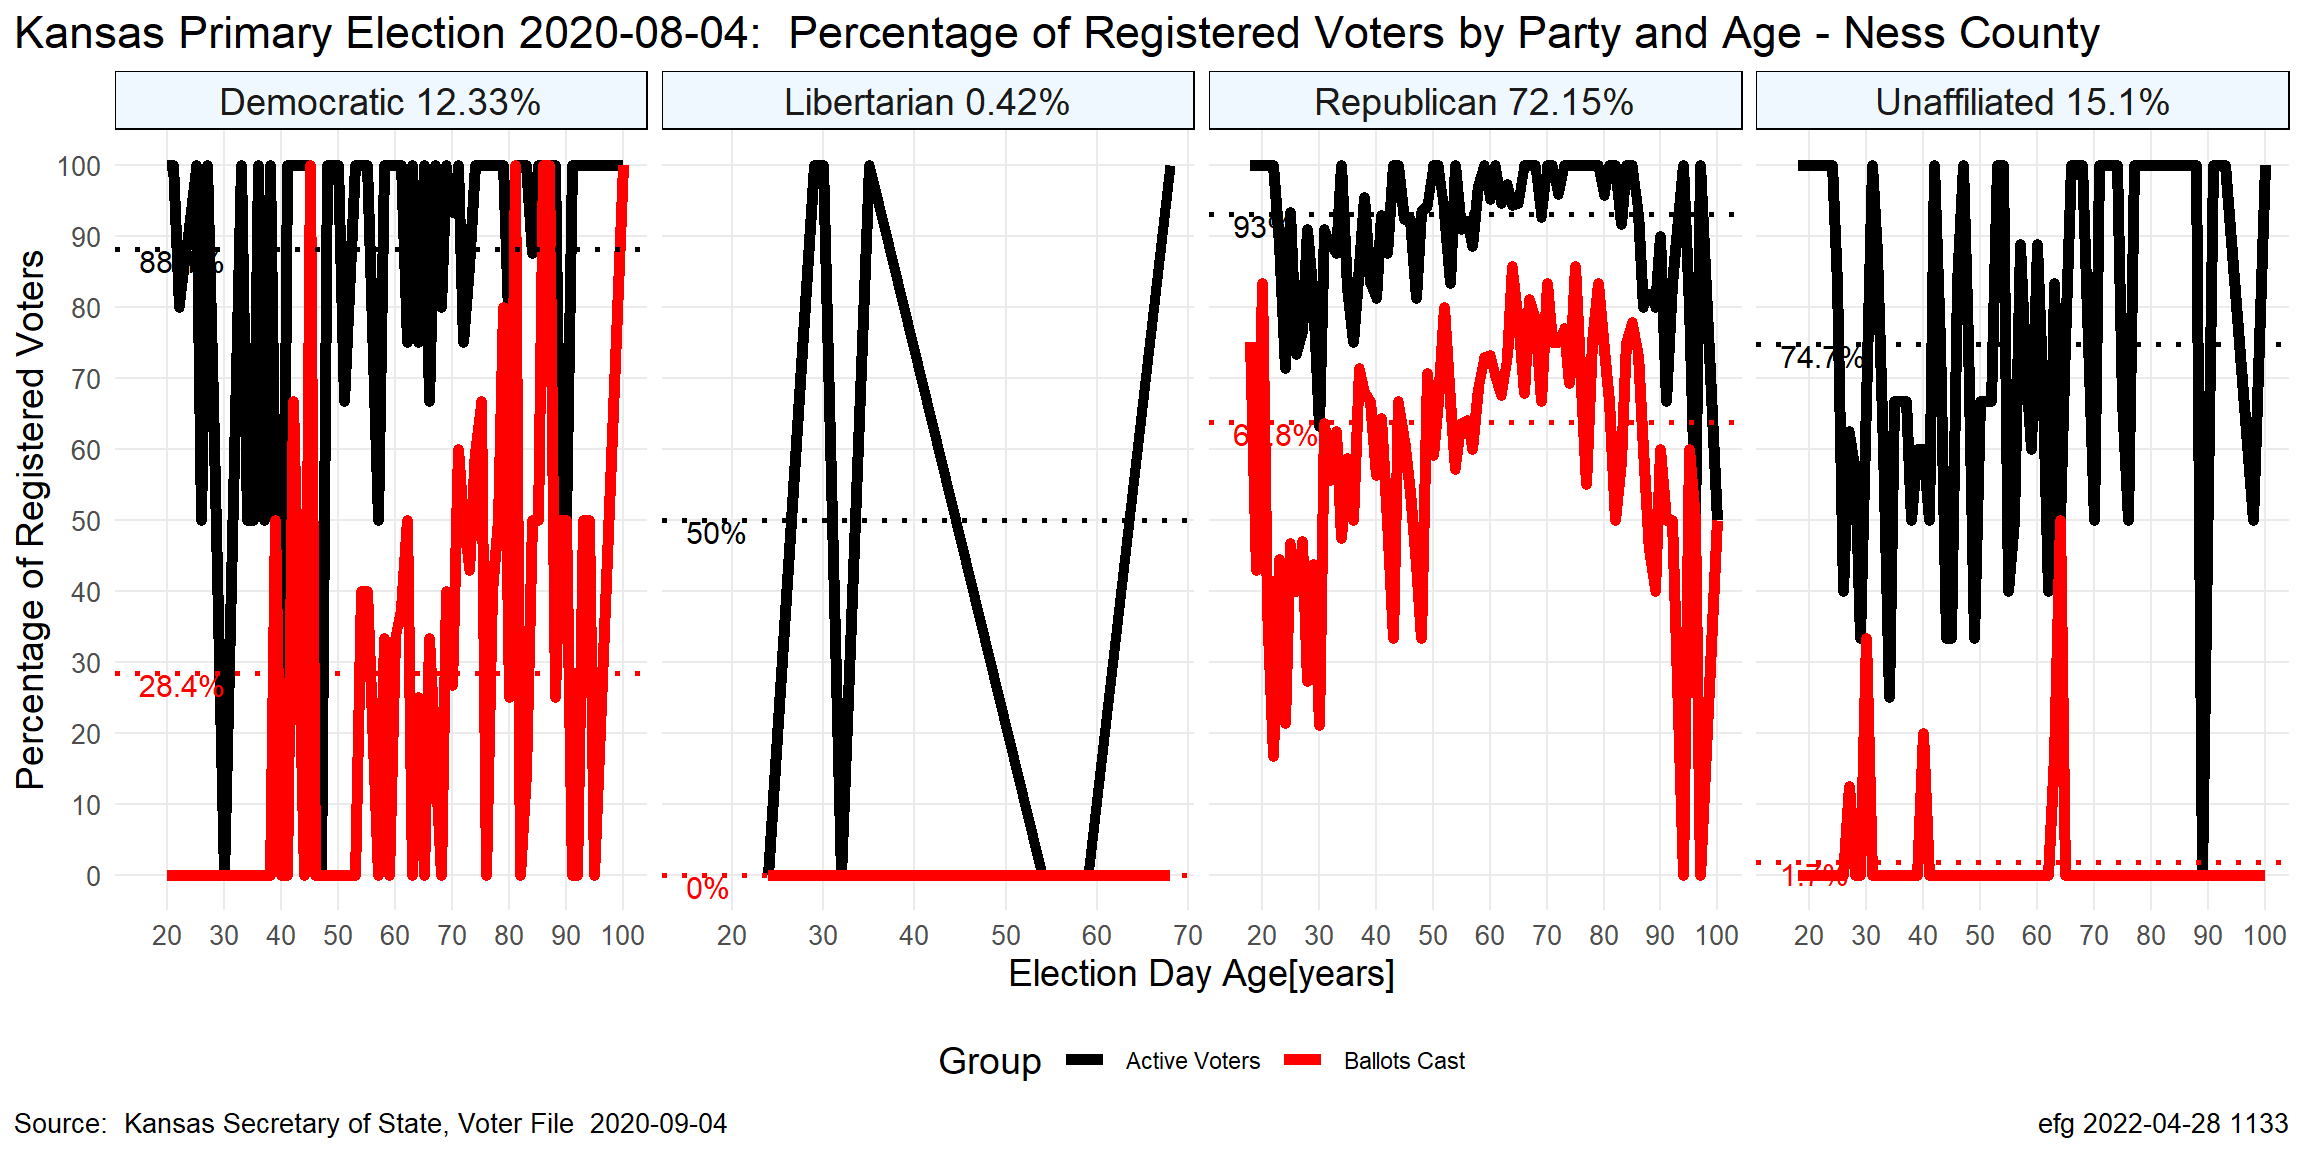 Kansas Primary Election 2020-08-04:  Percentage of Registered Voters by Party and Age - Ness County
Democratic 12.33%
Libertarian 0.42%
Republican 72.15%
Unaffiliated 15.1%
Percentage of Registered Voters
100
90
80
70
60
50
40
30
20
10
0
28.4%
50%
0%
93%
74.7%
1.7%
20 30 40 50 60 70 80 90 100
20 30 40 50 60 70
20 30 40 50 60 70 80 90 100
20 30 40 50 60 70 80 90 100
Election Day Age[years]
Group Active Voters Ballots Cast
Source:  Kansas Secretary of State, Voter File  2020-09-04
efg 2022-04-28 1133